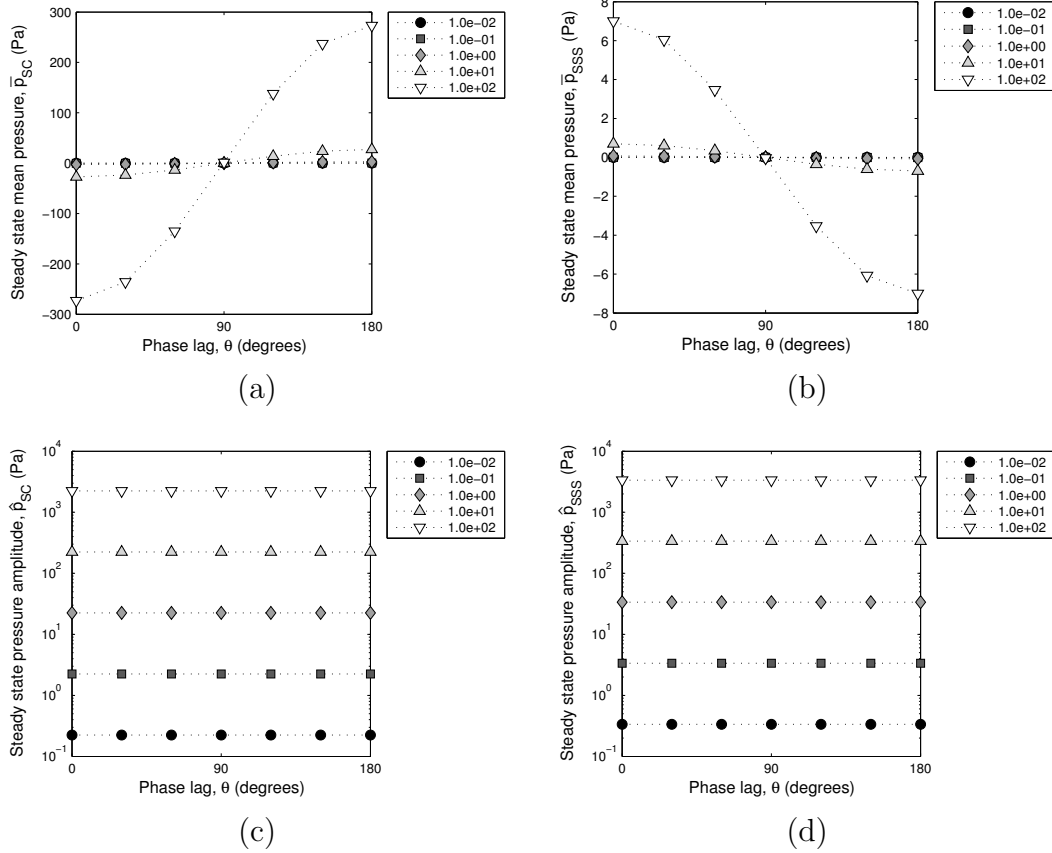 Steady state mean pressure, p̄_SC (Pa)
300
200
100
0
−100
−200
−300
0
90
180
Phase lag, θ (degrees)
1.0e−02
1.0e−01
1.0e+00
1.0e+01
1.0e+02
(a)
Steady state mean pressure, p̄_SSS (Pa)
8
6
4
2
0
−2
−4
−6
−8
0
90
180
Phase lag, θ (degrees)
1.0e−02
1.0e−01
1.0e+00
1.0e+01
1.0e+02
(b)
Steady state pressure amplitude, p̂_SC (Pa)
10^4
10^3
10^2
10^1
10^0
10^−1
0
90
180
Phase lag, θ (degrees)
1.0e−02
1.0e−01
1.0e+00
1.0e+01
1.0e+02
(c)
Steady state pressure amplitude, p̂_SSS (Pa)
10^4
10^3
10^2
10^1
10^0
10^−1
0
90
180
Phase lag, θ (degrees)
1.0e−02
1.0e−01
1.0e+00
1.0e+01
1.0e+02
(d)